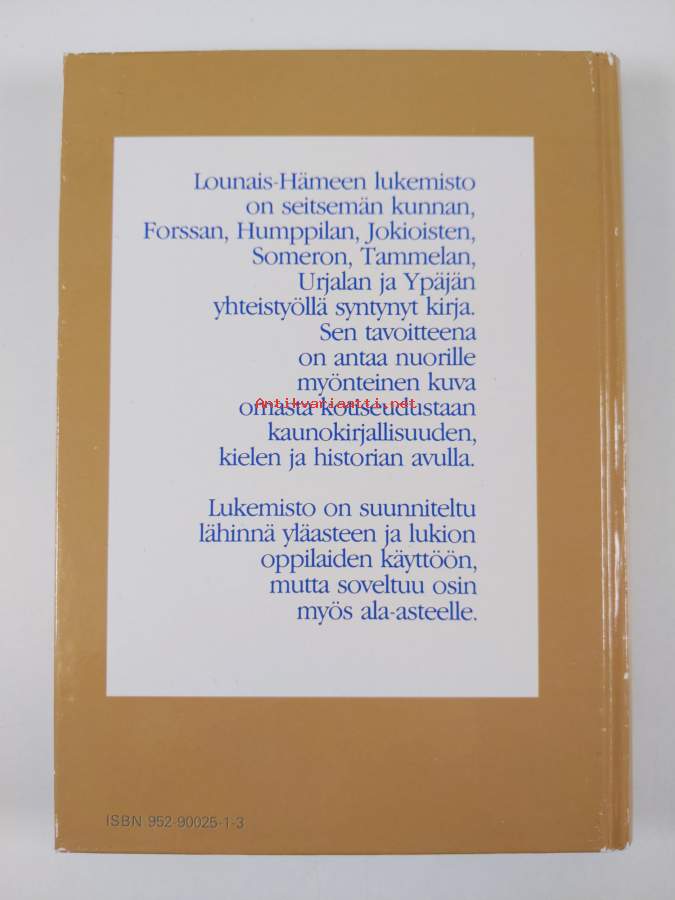 Lounais-Hämeen lukemisto
on seitsemän kunnan,
Forssan, Humppilan, Jokioisten,
Someron, Tammelan,
Urjalan ja Ypäjän
yhteistyöllä syntynyt kirja.
Sen tavoitteena
on antaa nuorille
myönteinen kuva
Antikvariaatti.net
omasta kotiseudustaan
kaunokirjallisuuden,
kielen ja historian avulla.
Lukemisto on suunniteltu
lähinnä yläasteen ja lukion
oppilaiden käyttöön,
mutta soveltuu osin
myös ala-asteelle.
ISBN 952-90025-1-3